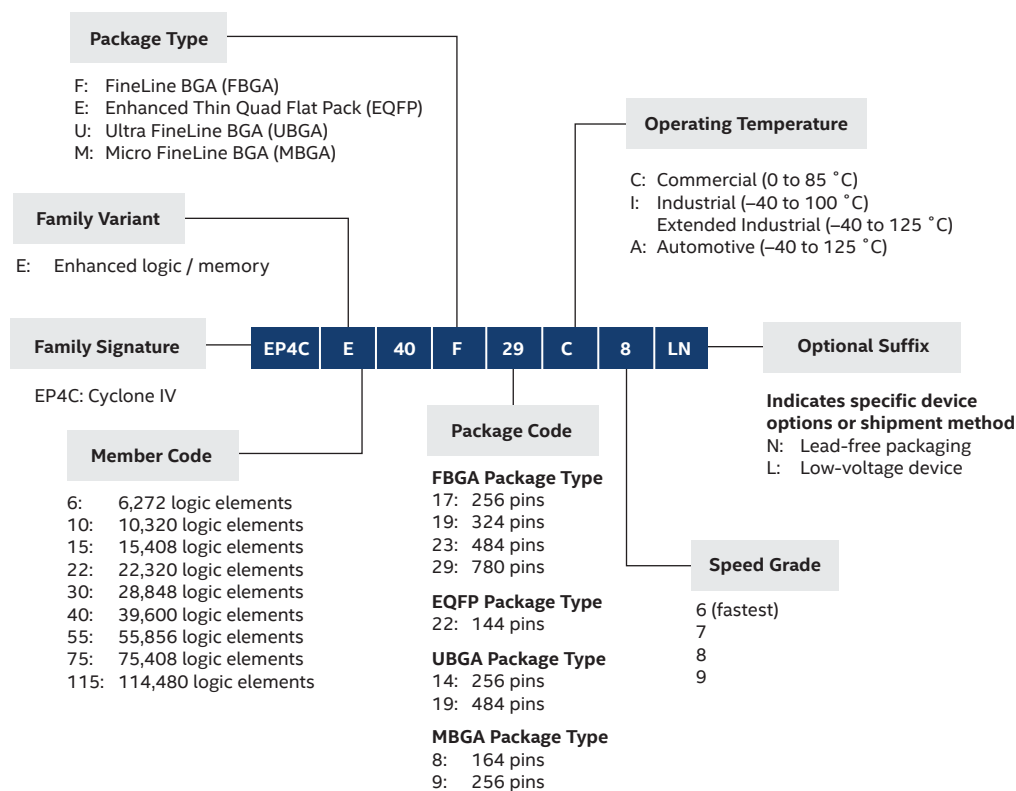 Package Type
F: FineLine BGA (FBGA)
E: Enhanced Thin Quad Flat Pack (EQFP)
U: Ultra FineLine BGA (UBGA)
M: Micro FineLine BGA (MBGA)
Operating Temperature
C: Commercial (0 to 85 ˚C)
I: Industrial (–40 to 100 ˚C)
Extended Industrial (–40 to 125 ˚C)
A: Automotive (–40 to 125 ˚C)
Family Variant
E: Enhanced logic / memory
Family Signature
EP4C: Cyclone IV
EP4C E 40 F 29 C 8 LN
Optional Suffix
Indicates specific device
options or shipment method
N: Lead-free packaging
L: Low-voltage device
Member Code
6: 6,272 logic elements
10: 10,320 logic elements
15: 15,408 logic elements
22: 22,320 logic elements
30: 28,848 logic elements
40: 39,600 logic elements
55: 55,856 logic elements
75: 75,408 logic elements
115: 114,480 logic elements
Package Code
FBGA Package Type
17: 256 pins
19: 324 pins
23: 484 pins
29: 780 pins
EQFP Package Type
22: 144 pins
UBGA Package Type
14: 256 pins
19: 484 pins
MBGA Package Type
8: 164 pins
9: 256 pins
Speed Grade
6 (fastest)
7
8
9